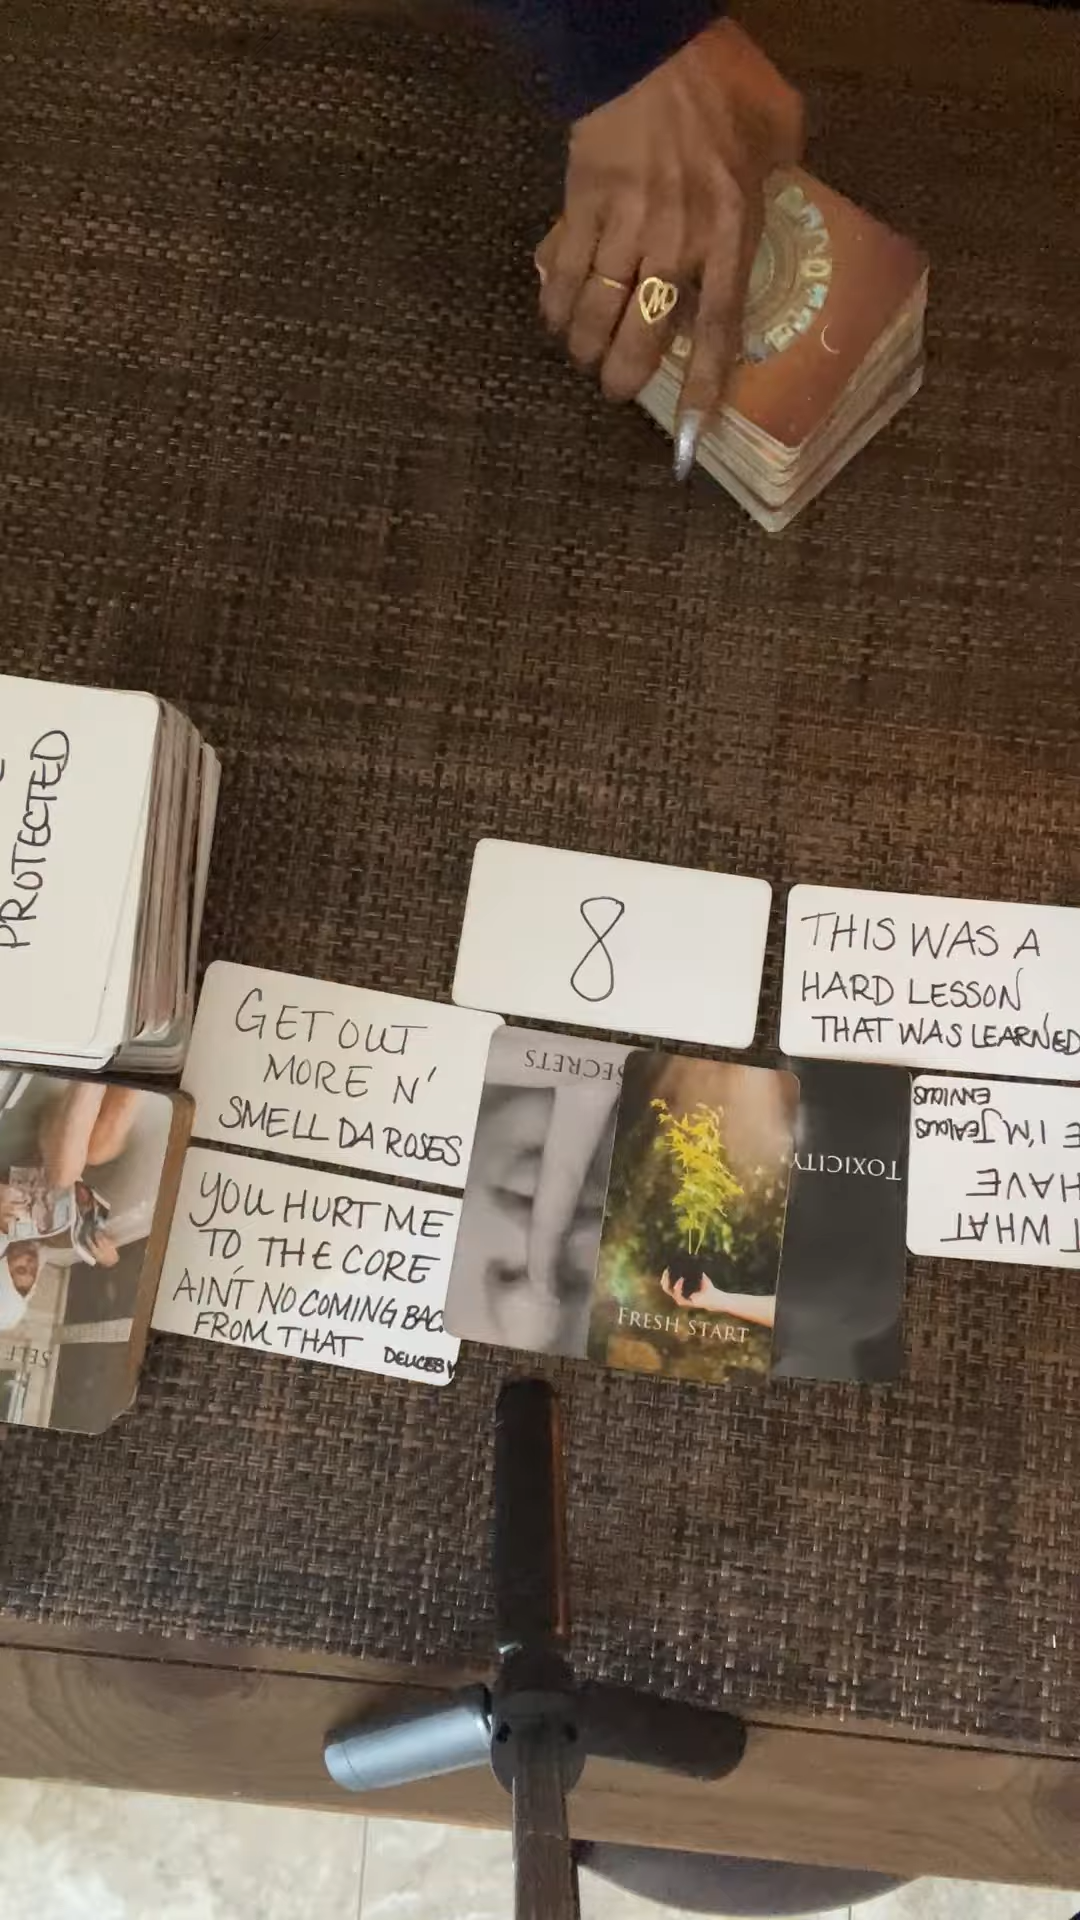 PROTECTED
8
THIS WAS A
HARD LESSON
THAT WAS LEARNED
GET OUT
MORE N'
SMELL DA ROSES
YOU HURT ME
TO THE CORE
AIN'T NO COMING BAC
FROM THAT
SECRETS
FRESH START
TOXICITY
WHAT
HAVE
I'M JEALOUS
ENVIOUS
SELF